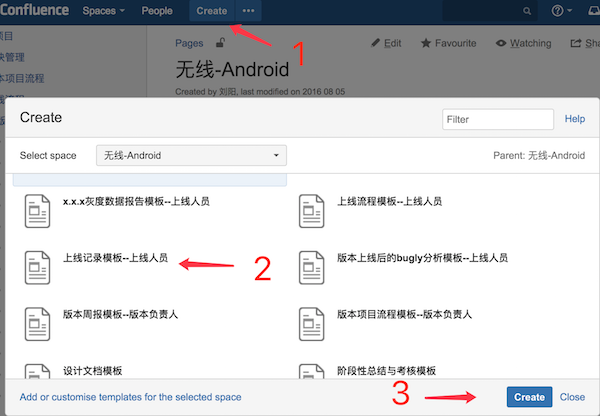 Confluence Spaces People Create •••
项目
Pages
Edit Favourite Watching Sha
块管理
本项目流程
无线-Android
Created by 刘阳, last modified on 2016 08 05
1
Create
Filter
Help
Select space
无线-Android
Parent: 无线-Android
x.x.x灰度数据报告模板--上线人员
上线流程模板--上线人员
上线记录模板--上线人员
2
版本上线后的bugly分析模板--上线人员
版本周报模板--版本负责人
版本项目流程模板--版本负责人
设计文档模板
阶段性总结与考核模板
Add or customise templates for the selected space
3
Create
Close